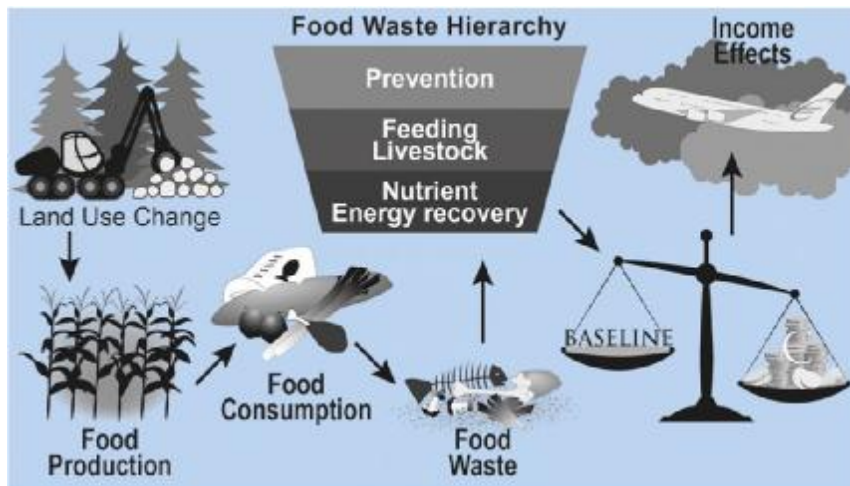 Food Waste Hierarchy
Prevention
Feeding
Livestock
Nutrient
Energy recovery
Income
Effects
Land Use Change
Food
Production
Food
Consumption
Food
Waste
BASELINE